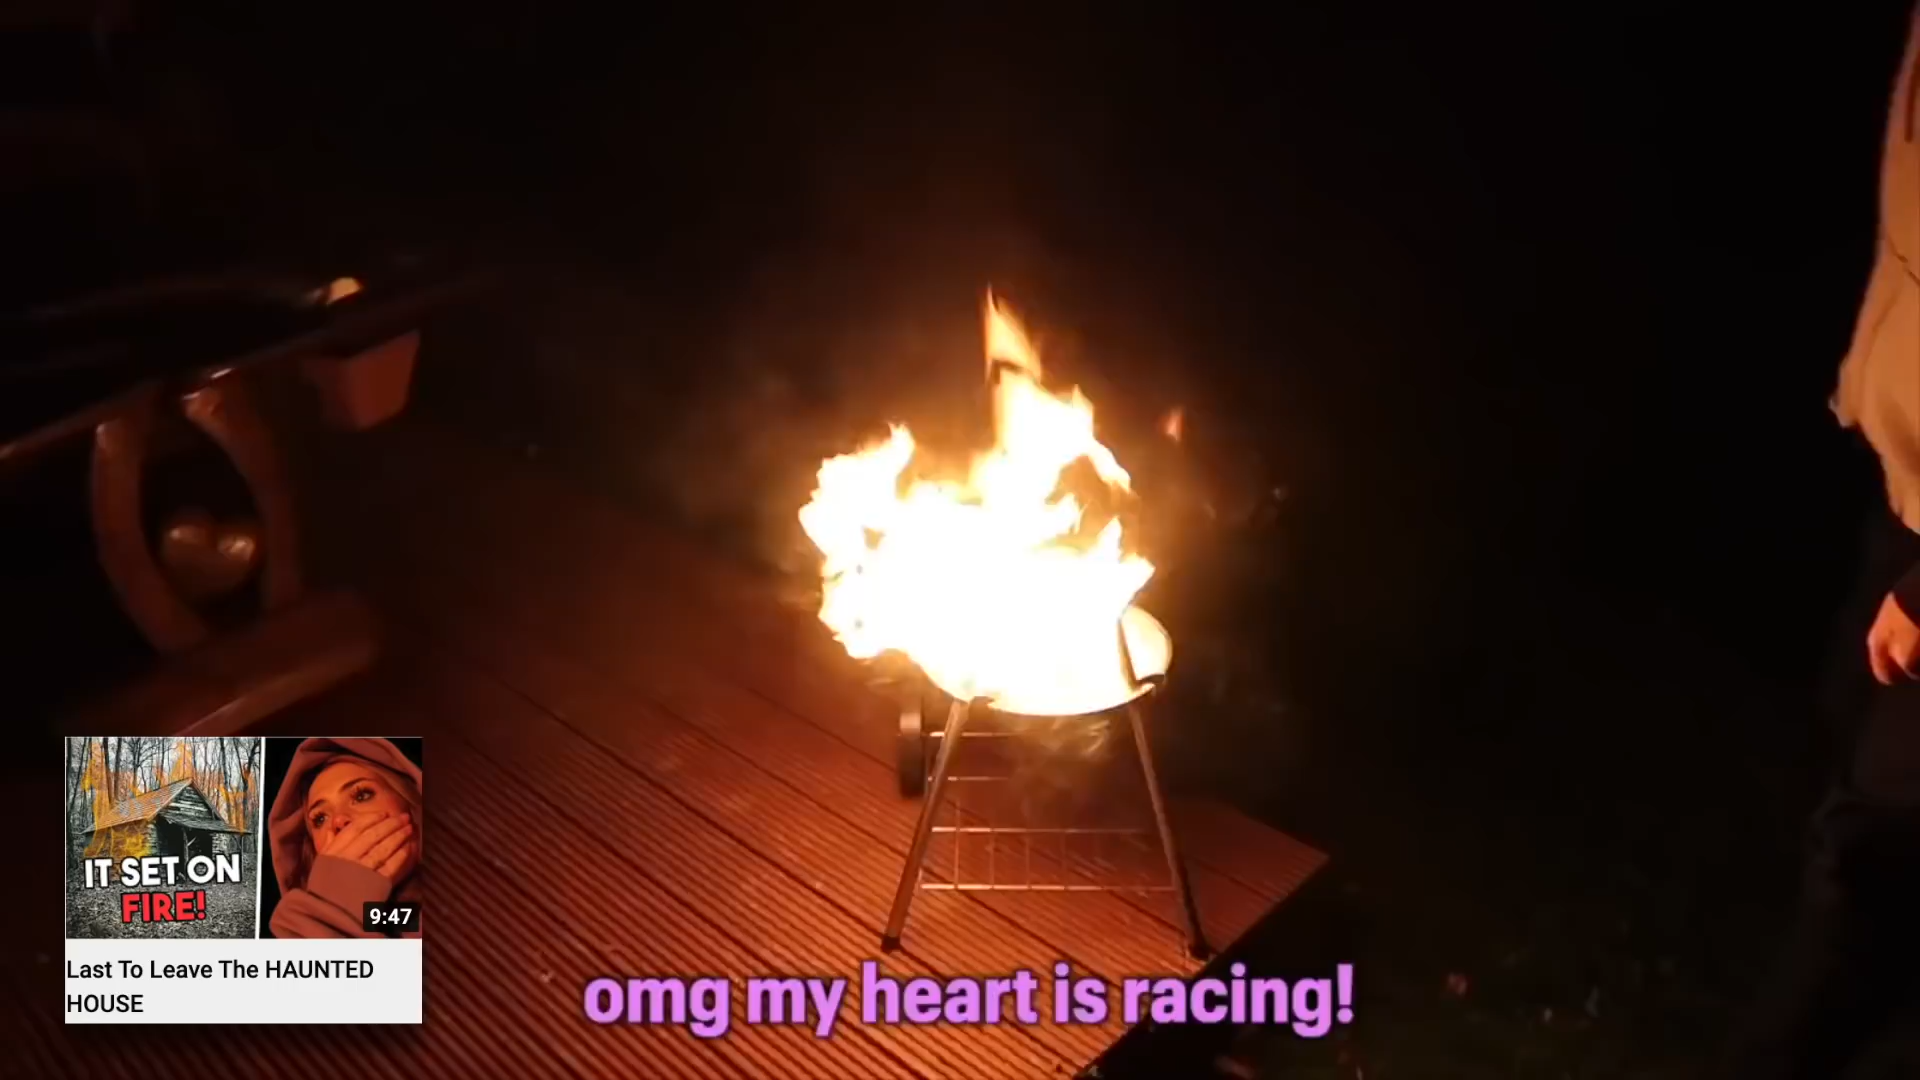 IT SET ON
FIRE!
9:47
Last To Leave The HAUNTED
HOUSE
omg my heart is racing!